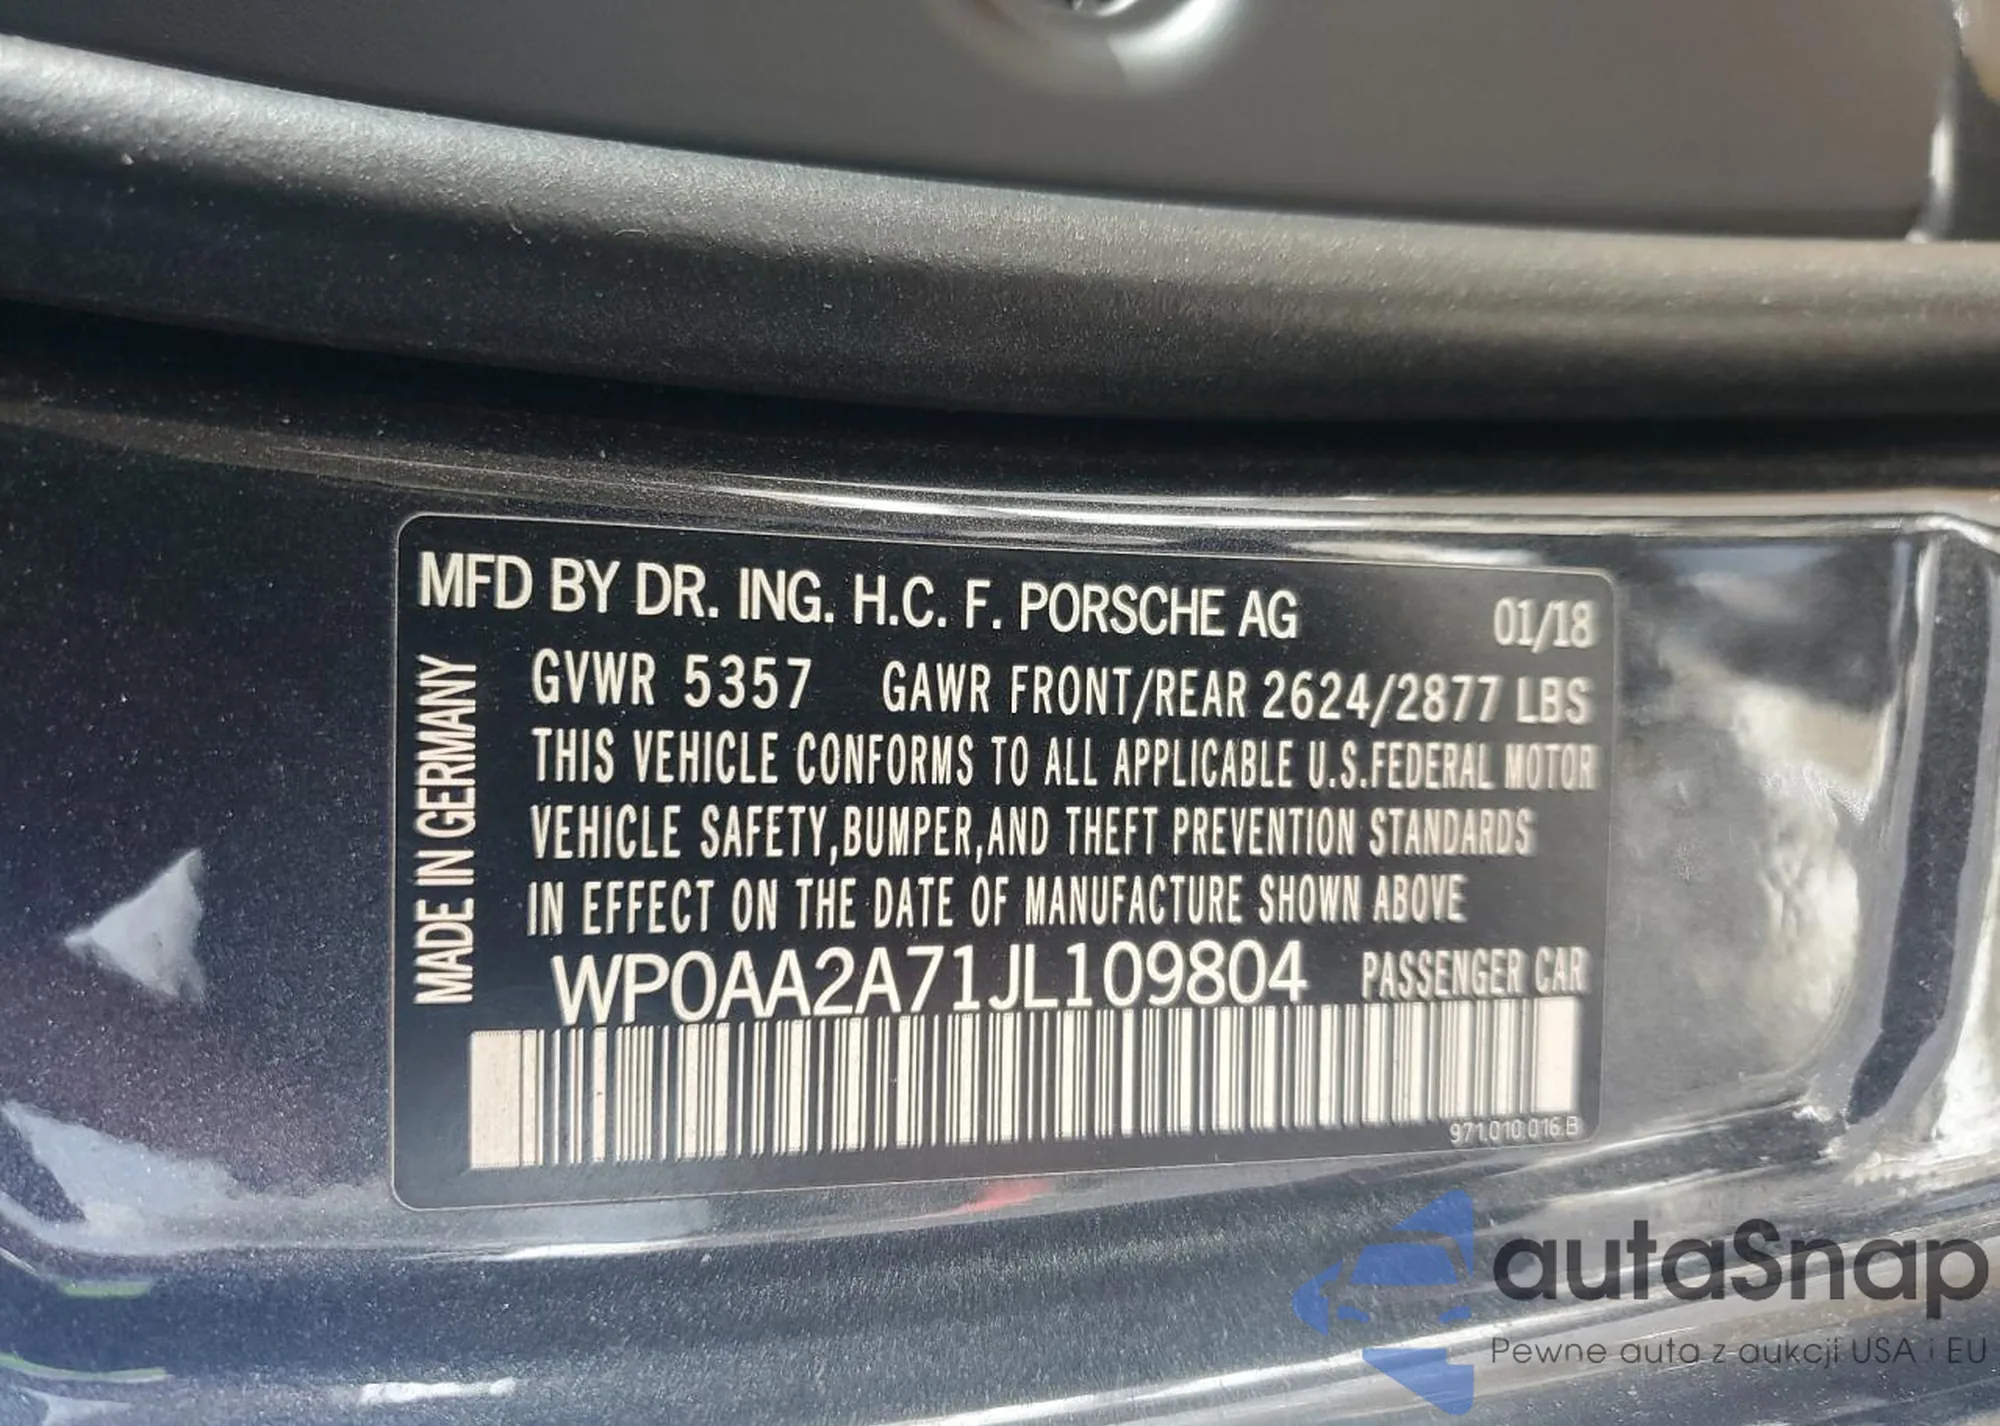 MFD BY DR. ING. H.C. F. PORSCHE AG 01/18
GVWR 5357 GAWR FRONT/REAR 2624/2877 LBS
THIS VEHICLE CONFORMS TO ALL APPLICABLE U.S.FEDERAL MOTOR
VEHICLE SAFETY,BUMPER,AND THEFT PREVENTION STANDARDS
IN EFFECT ON THE DATE OF MANUFACTURE SHOWN ABOVE
WP0AA2A71JL109804 PASSENGER CAR
MADE IN GERMANY
971.010.016.B
autaSnap
Pewne auta z aukcji USA i EU